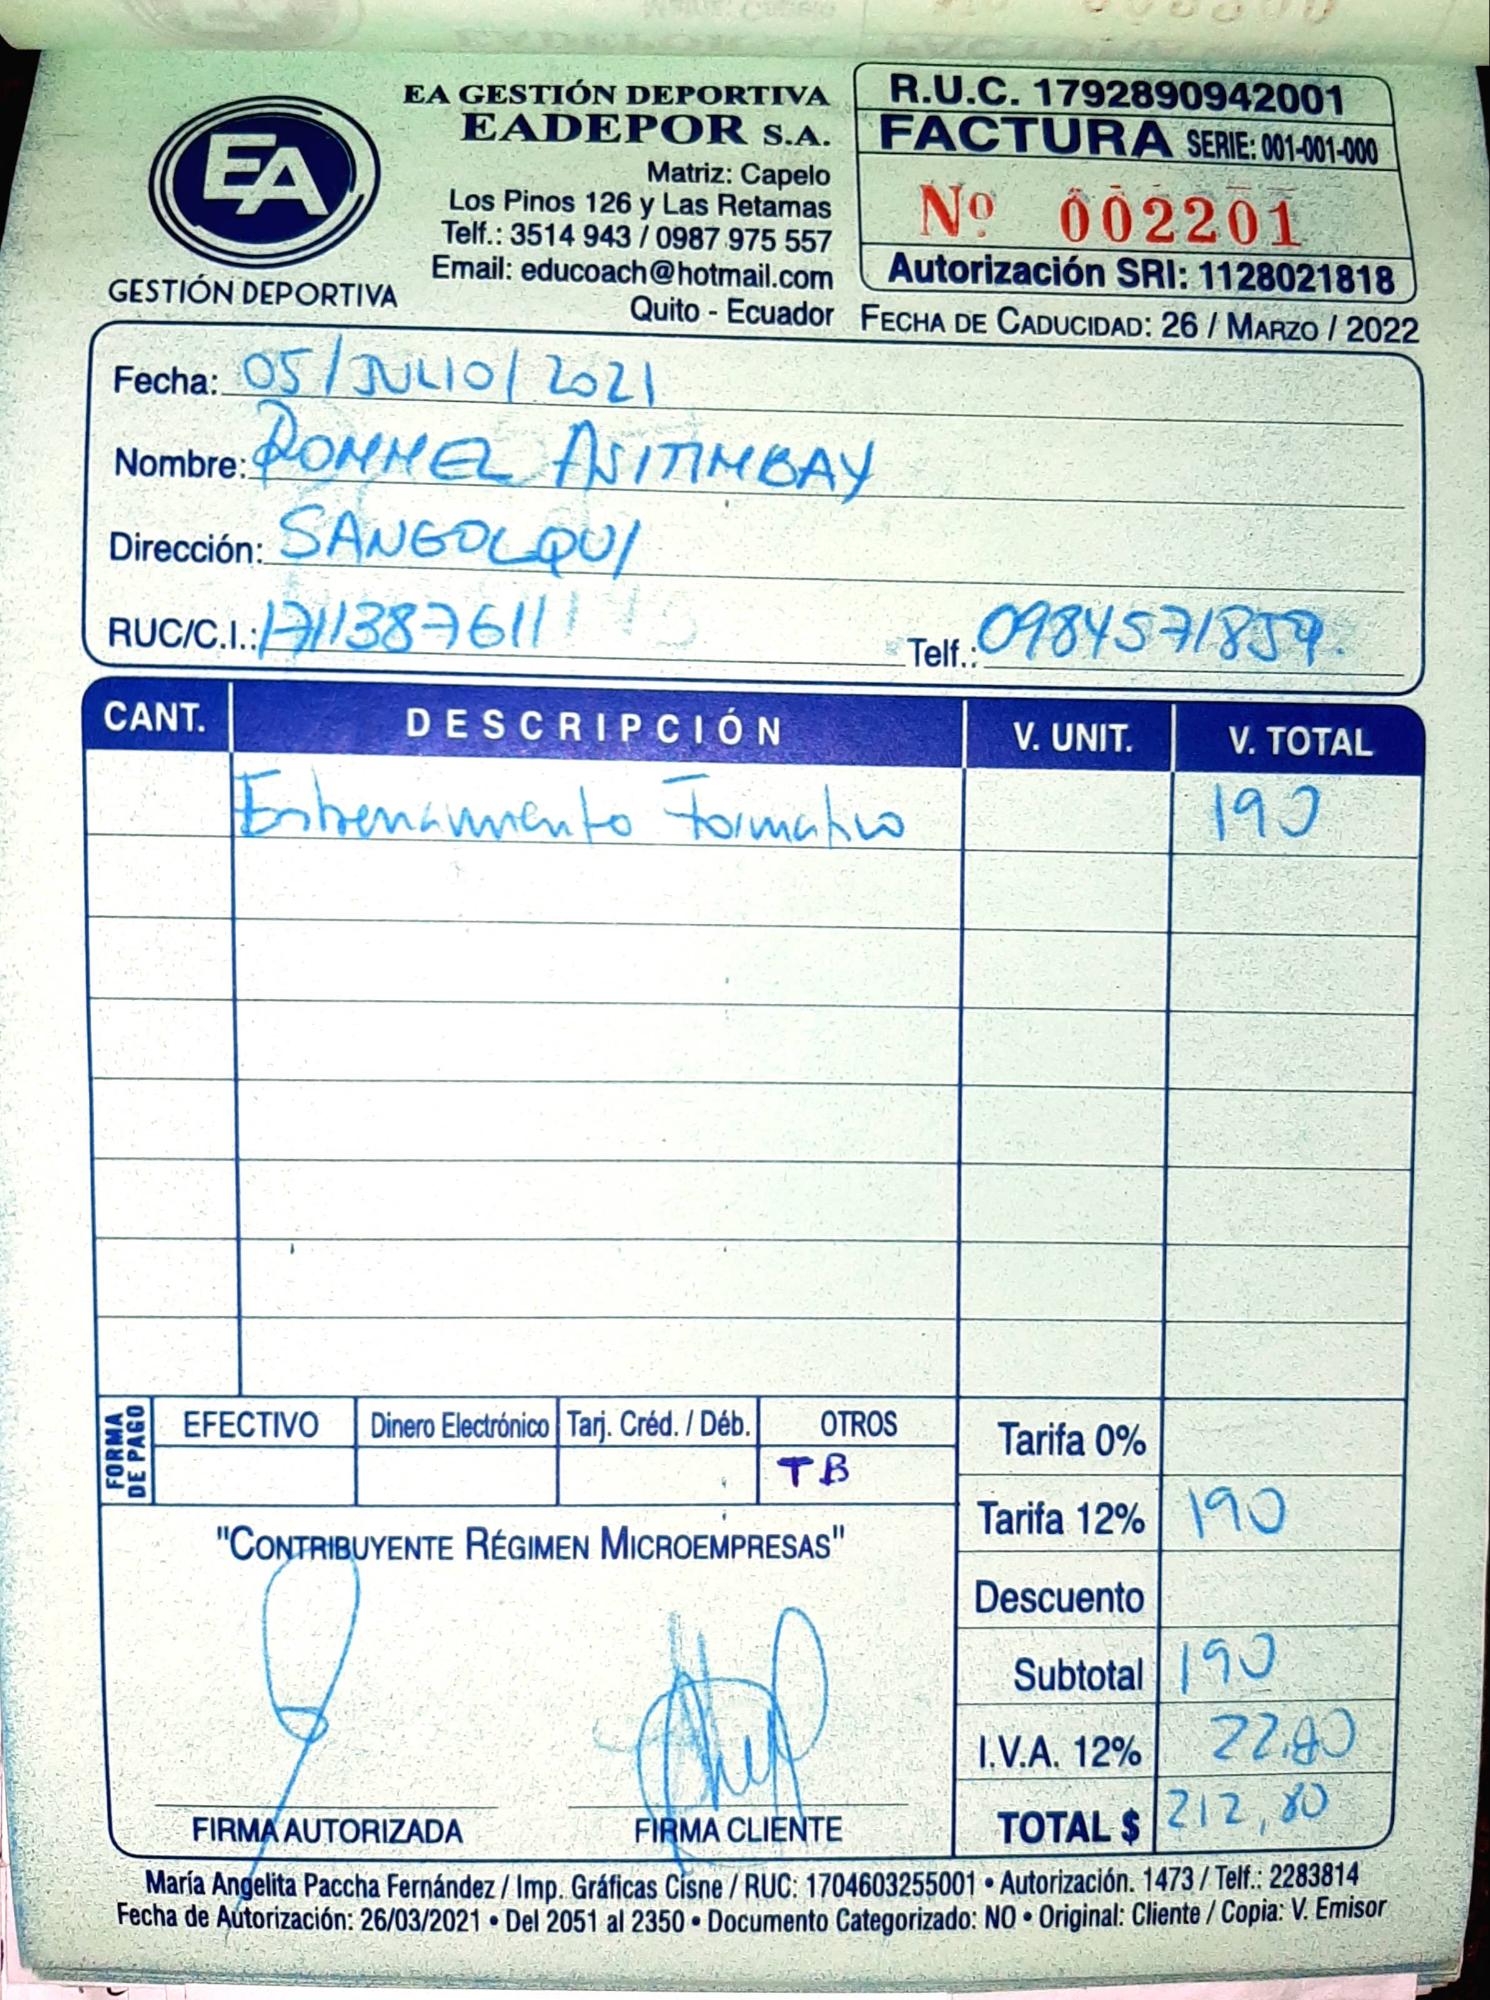 EA
GESTIÓN DEPORTIVA
EA GESTIÓN DEPORTIVA
EADEPOR S.A.
Matriz: Capelo
Los Pinos 126 y Las Retamas
Telf.: 3514 943 / 0987 975 557
Email: educoach@hotmail.com
Quito - Ecuador
R.U.C. 1792890942001
FACTURA SERIE: 001-001-000
Nº 002201
Autorización SRI: 1128021818
FECHA DE CADUCIDAD: 26 / MARZO / 2022
Fecha: 05/JULIO/2021
Nombre: ROMMEL ASITIMBAY
Dirección: SANGOLQUI
RUC/C.I.: 1711387611 Telf.: 0984571859.
CANT. DESCRIPCIÓN V. UNIT. V. TOTAL
Entrenamiento Formativo 190
FORMA DE PAGO
EFECTIVO Dinero Electrónico Tarj. Créd. / Déb. OTROS
TB
Tarifa 0%
Tarifa 12% 190
Descuento
Subtotal 190
I.V.A. 12% 22.80
TOTAL $ 212,80
"CONTRIBUYENTE RÉGIMEN MICROEMPRESAS"
FIRMA AUTORIZADA FIRMA CLIENTE
María Angelita Paccha Fernández / Imp. Gráficas Cisne / RUC: 1704603255001 • Autorización. 1473 / Telf.: 2283814
Fecha de Autorización: 26/03/2021 • Del 2051 al 2350 • Documento Categorizado: NO • Original: Cliente / Copia: V. Emisor